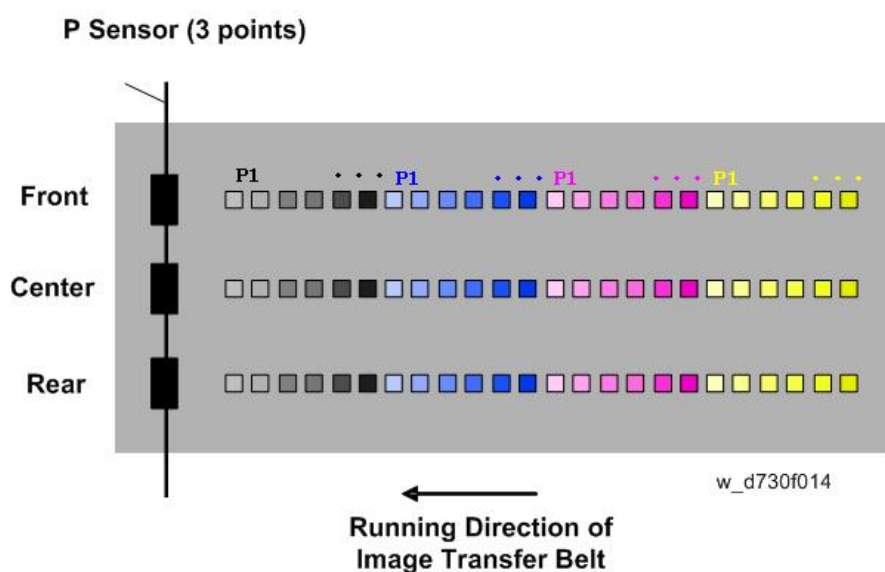 P Sensor (3 points)
P1 . . . P1 . . . P1 . . . P1 . . .
Front
Center
Rear
w_d730f014
Running Direction of
Image Transfer Belt